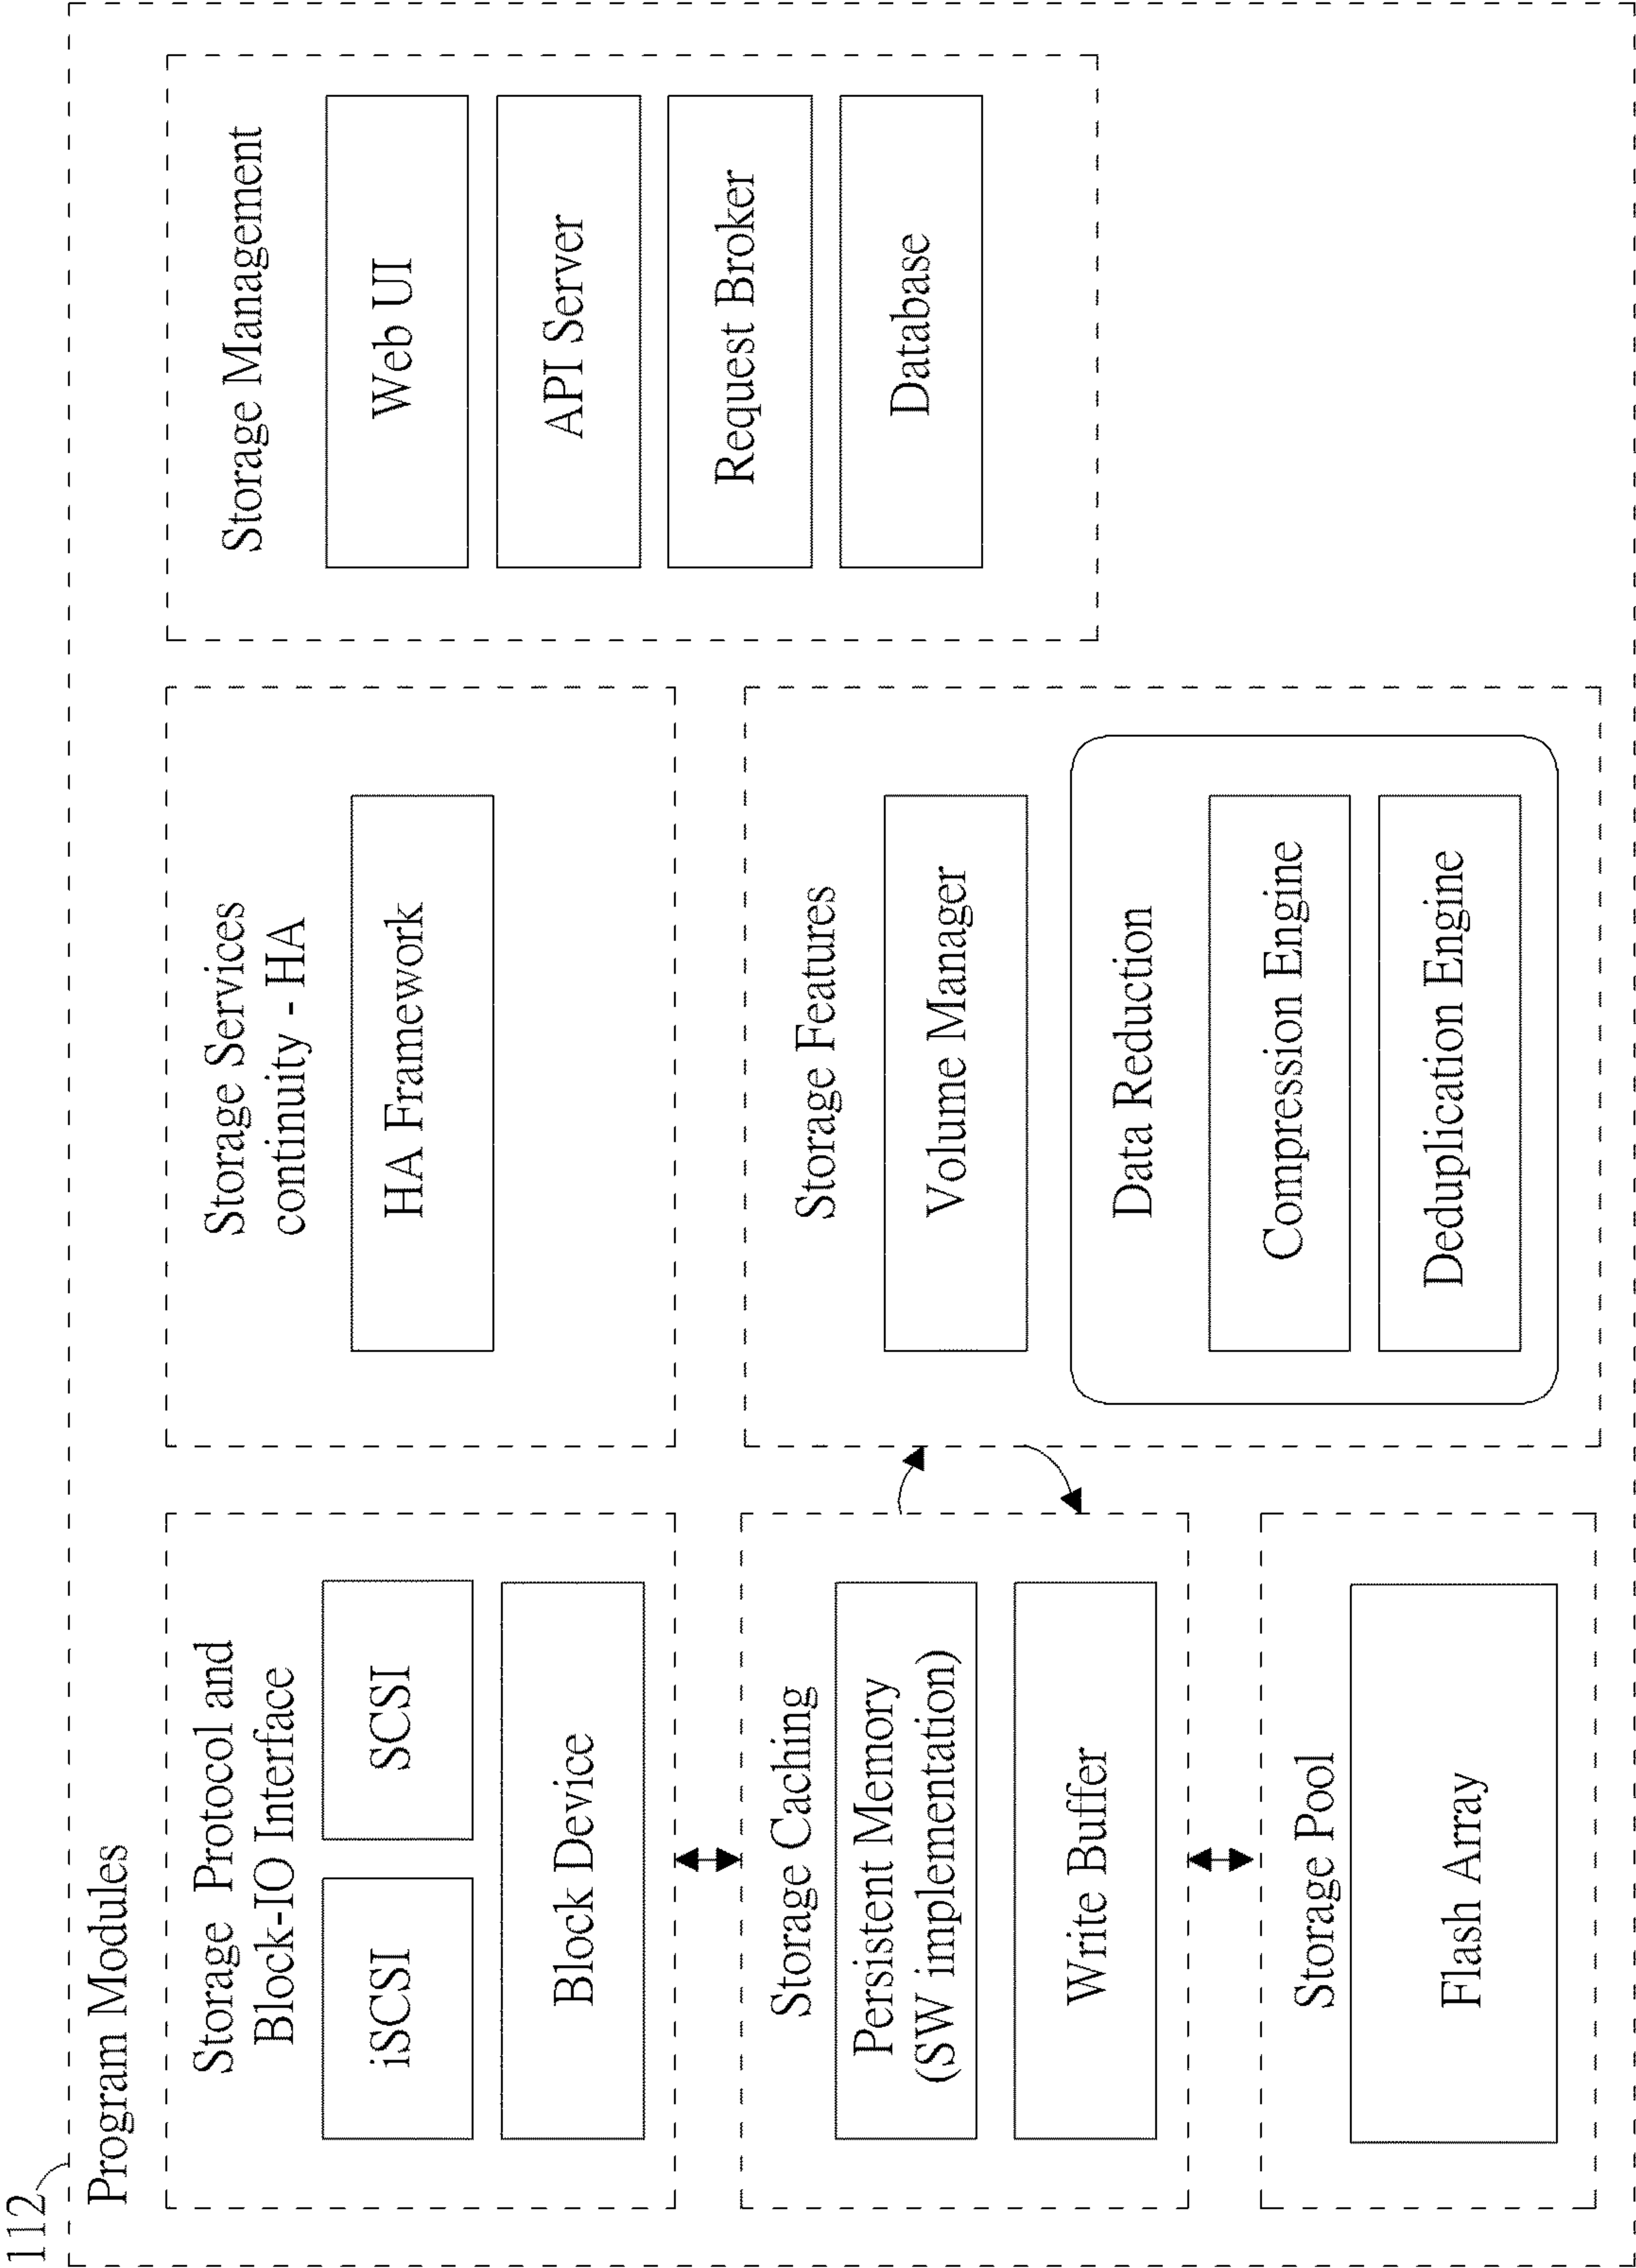 112
Program Modules
Storage Protocol and
Block-IO Interface
iSCSI
SCSI
Block Device
Storage Caching
Persistent Memory
(SW implementation)
Write Buffer
Storage Pool
Flash Array
Storage Services
continuity - HA
HA Framework
Storage Features
Volume Manager
Data Reduction
Compression Engine
Deduplication Engine
Storage Management
Web UI
API Server
Request Broker
Database